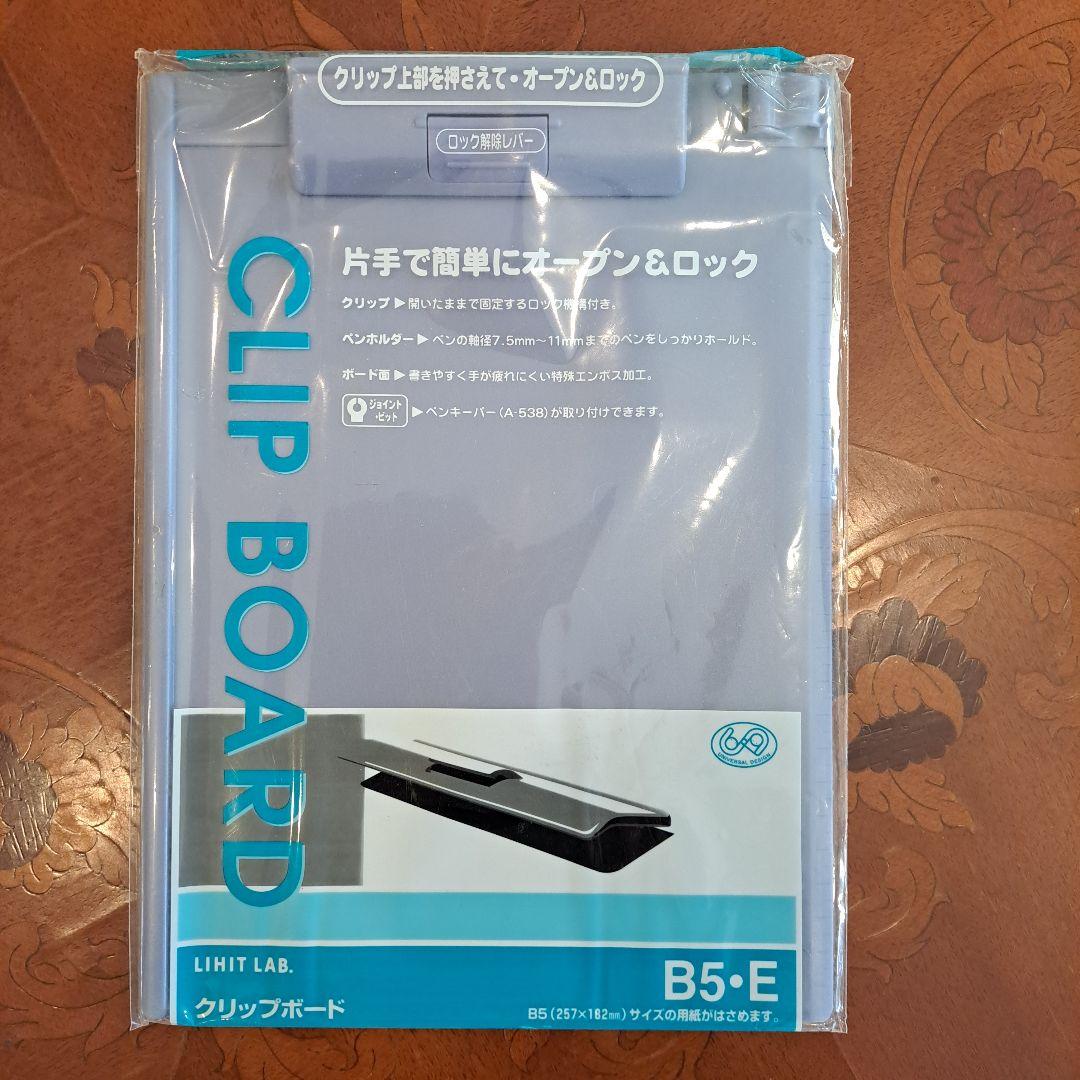 クリップ上部を押さえて・オープン&ロック
ロック解除レバー
CLIP BOARD
片手で簡単にオープン&ロック
クリップ▶開いたままで固定するロック機構付き。
ペンホルダー▶ペンの軸径7.5mm〜11mmまでのペンをしっかりホールド。
ボード面▶書きやすく手が疲れにくい特殊エンボス加工。
ジョイント
・ビット
▶ペンキーパー(A-538)が取り付けできます。
6・9
UNIVERSAL DESIGN
LIHIT LAB.
B5・E
クリップボード
B5(257×182mm)サイズの用紙がはさめます。